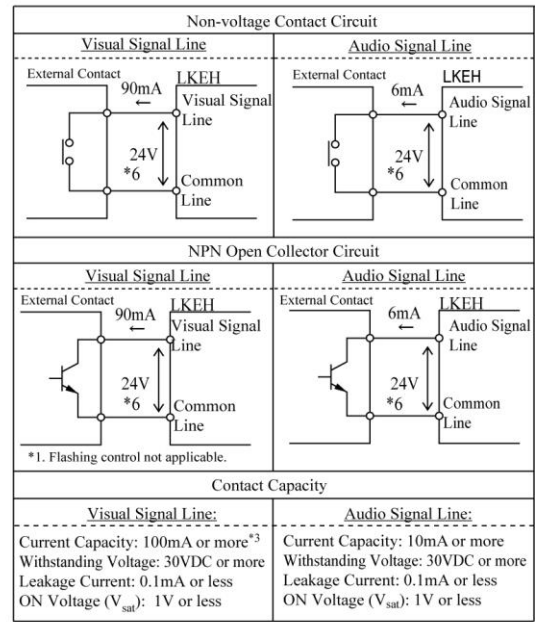 Non-voltage Contact Circuit
Visual Signal Line
External Contact
LKEH
90mA
←
Visual Signal
Line
24V
*6
Common
Line
Audio Signal Line
External Contact
LKEH
6mA
←
Audio Signal
Line
24V
*6
Common
Line
NPN Open Collector Circuit
Visual Signal Line
External Contact
LKEH
90mA
←
Visual Signal
Line
24V
*6
Common
Line
*1. Flashing control not applicable.
Audio Signal Line
External Contact
LKEH
6mA
←
Audio Signal
Line
24V
*6
Common
Line
Contact Capacity
Visual Signal Line:
Current Capacity: 100mA or more*3
Withstanding Voltage: 30VDC or more
Leakage Current: 0.1mA or less
ON Voltage (Vsat): 1V or less
Audio Signal Line:
Current Capacity: 10mA or more
Withstanding Voltage: 30VDC or more
Leakage Current: 0.1mA or less
ON Voltage (Vsat): 1V or less